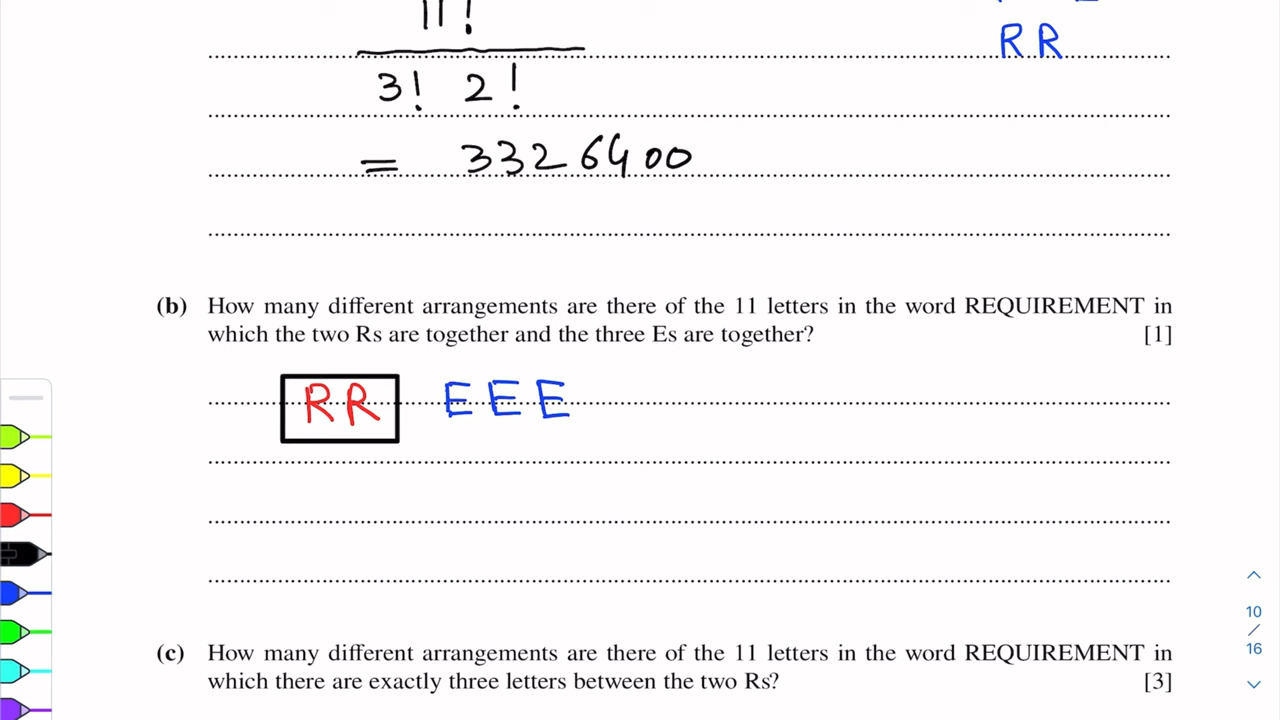 11!
R R
3! 2!
= 3326400
(b) How many different arrangements are there of the 11 letters in the word REQUIREMENT in
which the two Rs are together and the three Es are together? [1]
RR E E E
10
/
16
(c) How many different arrangements are there of the 11 letters in the word REQUIREMENT in
which there are exactly three letters between the two Rs? [3]